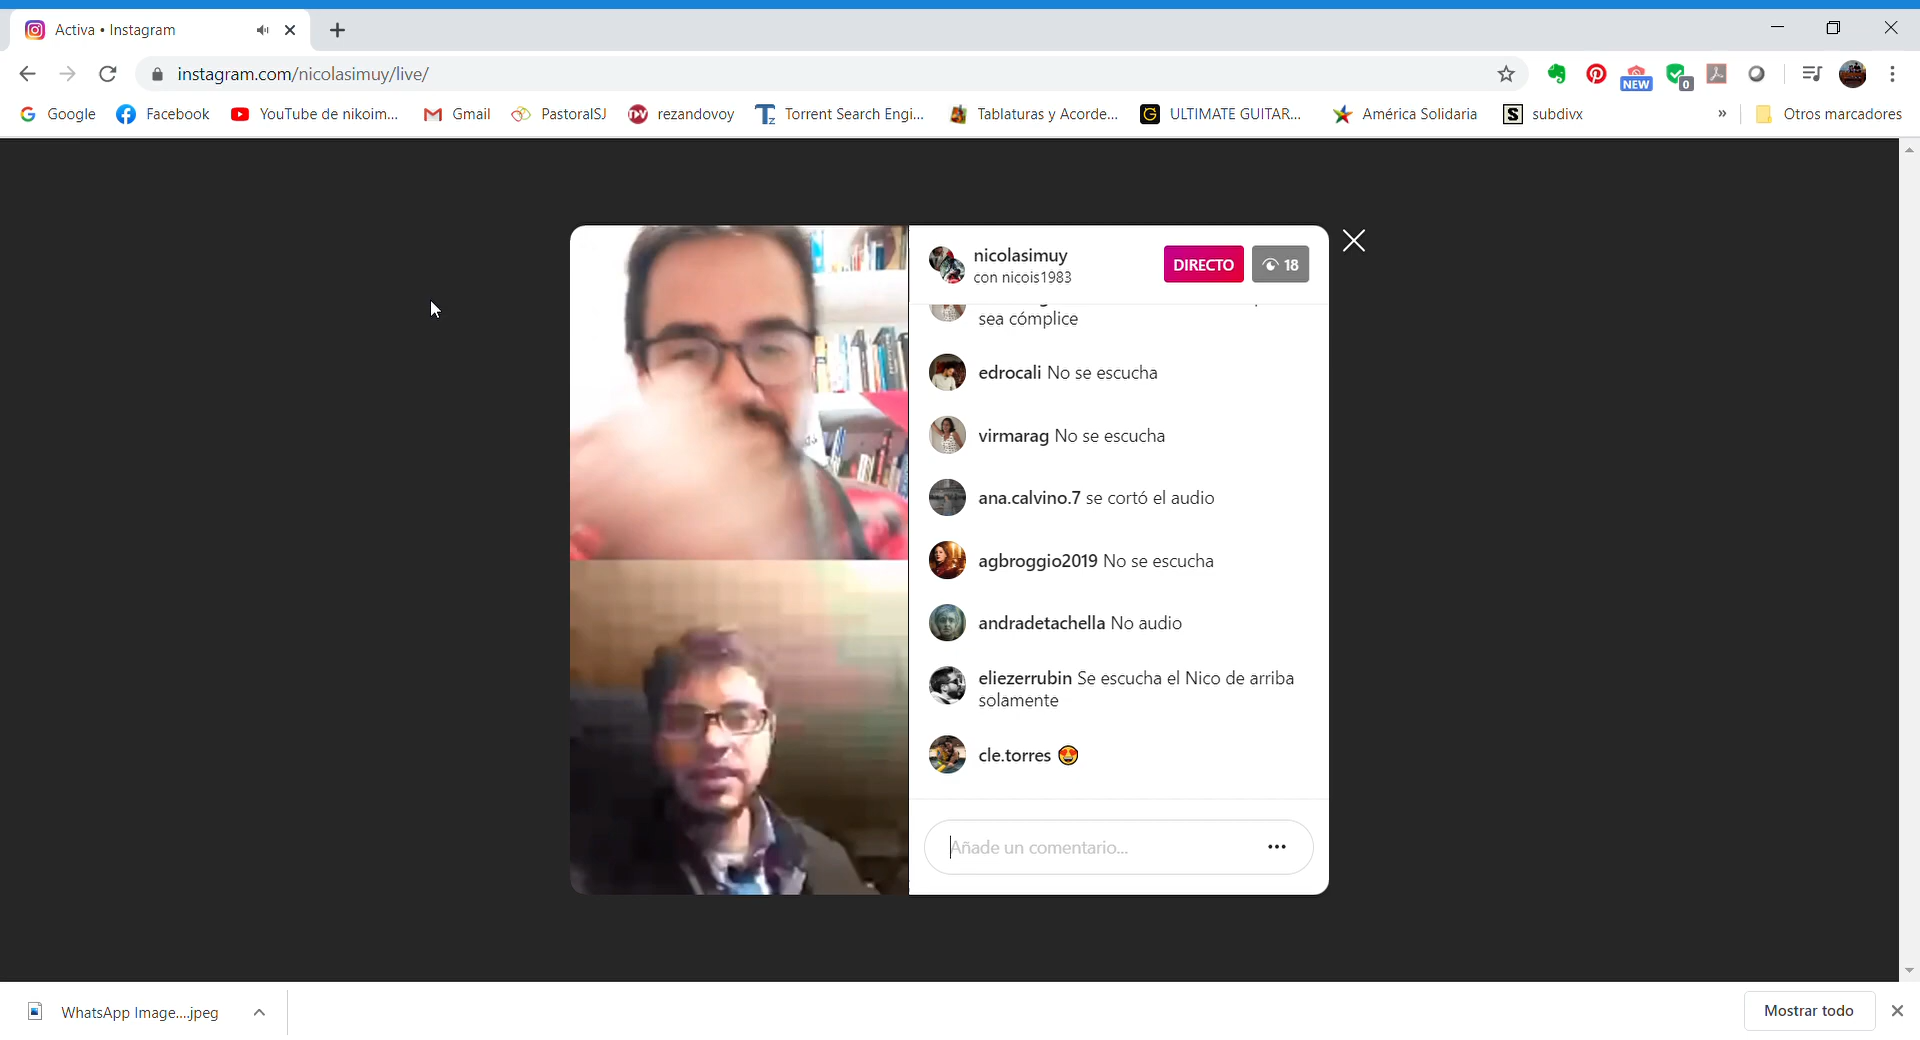 Activa • Instagram
instagram.com/nicolasimuy/live/
NEW
0
Google
Facebook
YouTube de nikoim...
Gmail
PastoralSJ
rezandovoy
Torrent Search Engi...
Tablaturas y Acorde...
ULTIMATE GUITAR...
América Solidaria
subdivx
»
Otros marcadores
nicolasimuy
con nicois1983
DIRECTO
18
sea cómplice
edrocali No se escucha
virmarag No se escucha
ana.calvino.7 se cortó el audio
agbroggio2019 No se escucha
andradetachella No audio
eliezerrubin Se escucha el Nico de arriba
solamente
cle.torres 😍
Añade un comentario...
WhatsApp Image....jpeg
Mostrar todo